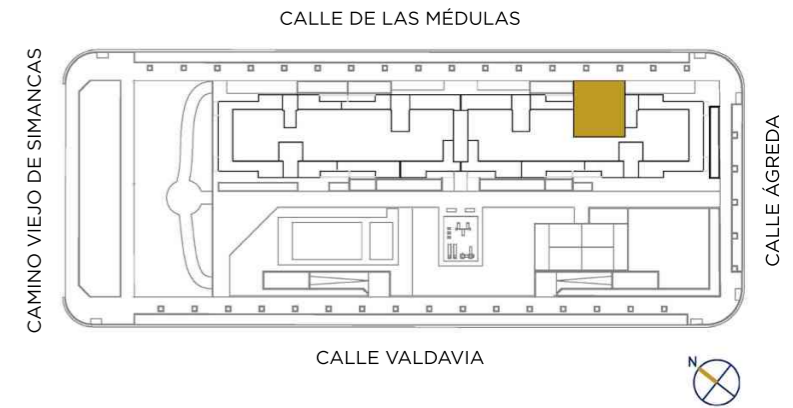 CALLE DE LAS MÉDULAS
CAMINO VIEJO DE SIMANCAS
CALLE ÁGREDA
CALLE VALDAVIA
N